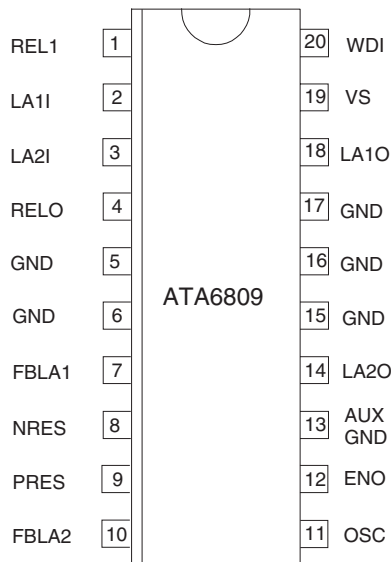 REL1 1 20 WDI
LA1I 2 19 VS
LA2I 3 18 LA1O
RELO 4 17 GND
GND 5 16 GND
ATA6809
GND 6 15 GND
FBLA1 7 14 LA2O
NRES 8 13 AUX
GND
PRES 9 12 ENO
FBLA2 10 11 OSC